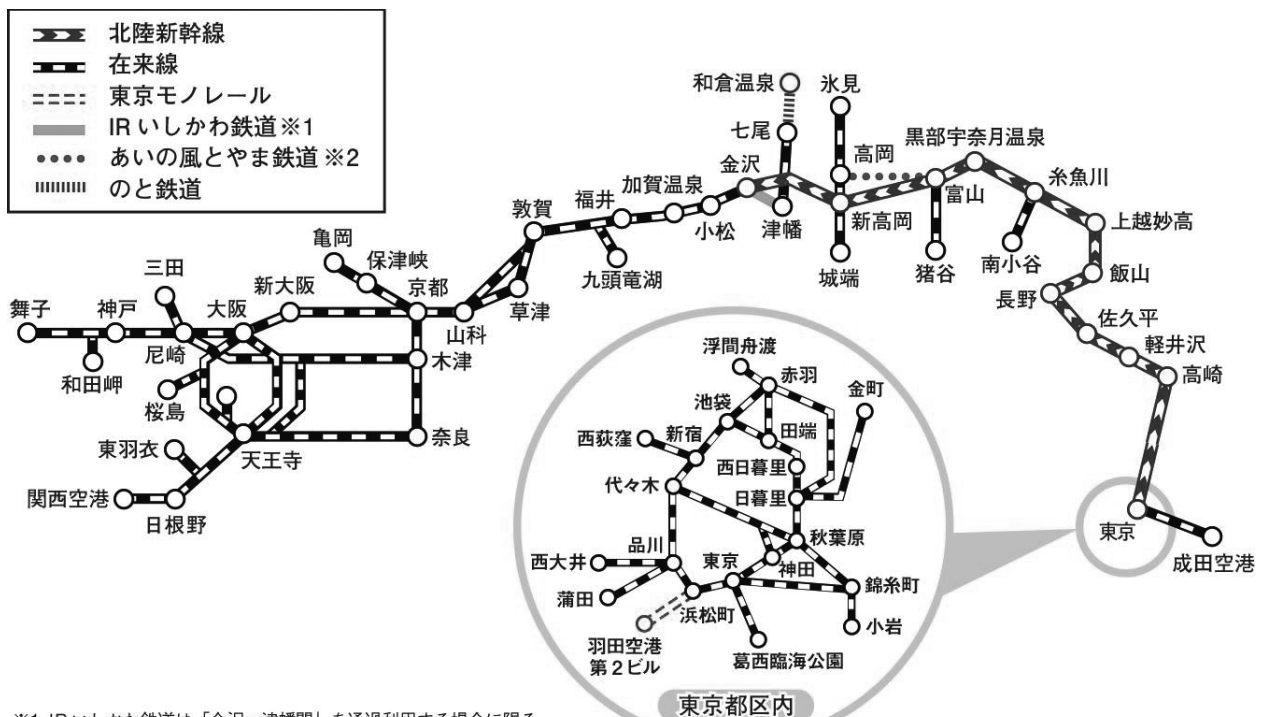 北陸新幹線
在来線
東京モノレール
IR いしかわ鉄道※1
あいの風とやま鉄道※2
のと鉄道
和倉温泉
氷見
七尾
高岡
黒部宇奈月温泉
金沢
糸魚川
加賀温泉
富山
福井
敦賀
小松
津幡
新高岡
上越妙高
亀岡
九頭竜湖
城端
猪谷
南小谷
飯山
保津峡
三田
新大阪
京都
長野
舞子
神戸
大阪
山科
草津
佐久平
尼崎
木津
軽井沢
和田岬
高崎
桜島
東羽衣
天王寺
奈良
関西空港
日根野
浮間舟渡
赤羽
金町
池袋
西荻窪
新宿
田端
西日暮里
代々木
日暮里
秋葉原
品川
東京
神田
西大井
錦糸町
蒲田
浜松町
小岩
羽田空港
第2ビル
葛西臨海公園
東京都区内
東京
成田空港